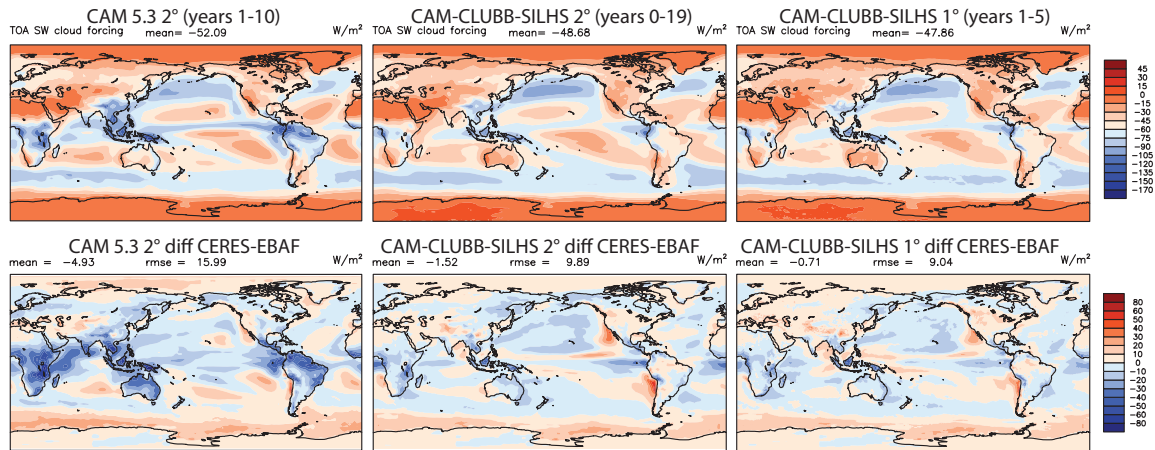 CAM 5.3 2° (years 1-10)
TOA SW cloud forcing mean= −52.09 W/m²
CAM-CLUBB-SILHS 2° (years 0-19)
TOA SW cloud forcing mean= −48.68 W/m²
CAM-CLUBB-SILHS 1° (years 1-5)
TOA SW cloud forcing mean= −47.86 W/m²
45
30
15
0
−15
−30
−45
−60
−75
−90
−105
−120
−135
−150
−170
CAM 5.3 2° diff CERES-EBAF
mean = −4.93 rmse = 15.99 W/m²
CAM-CLUBB-SILHS 2° diff CERES-EBAF
mean = −1.52 rmse = 9.89 W/m²
CAM-CLUBB-SILHS 1° diff CERES-EBAF
mean = −0.71 rmse = 9.04 W/m²
80
60
50
40
30
20
10
0
−10
−20
−30
−40
−50
−60
−80